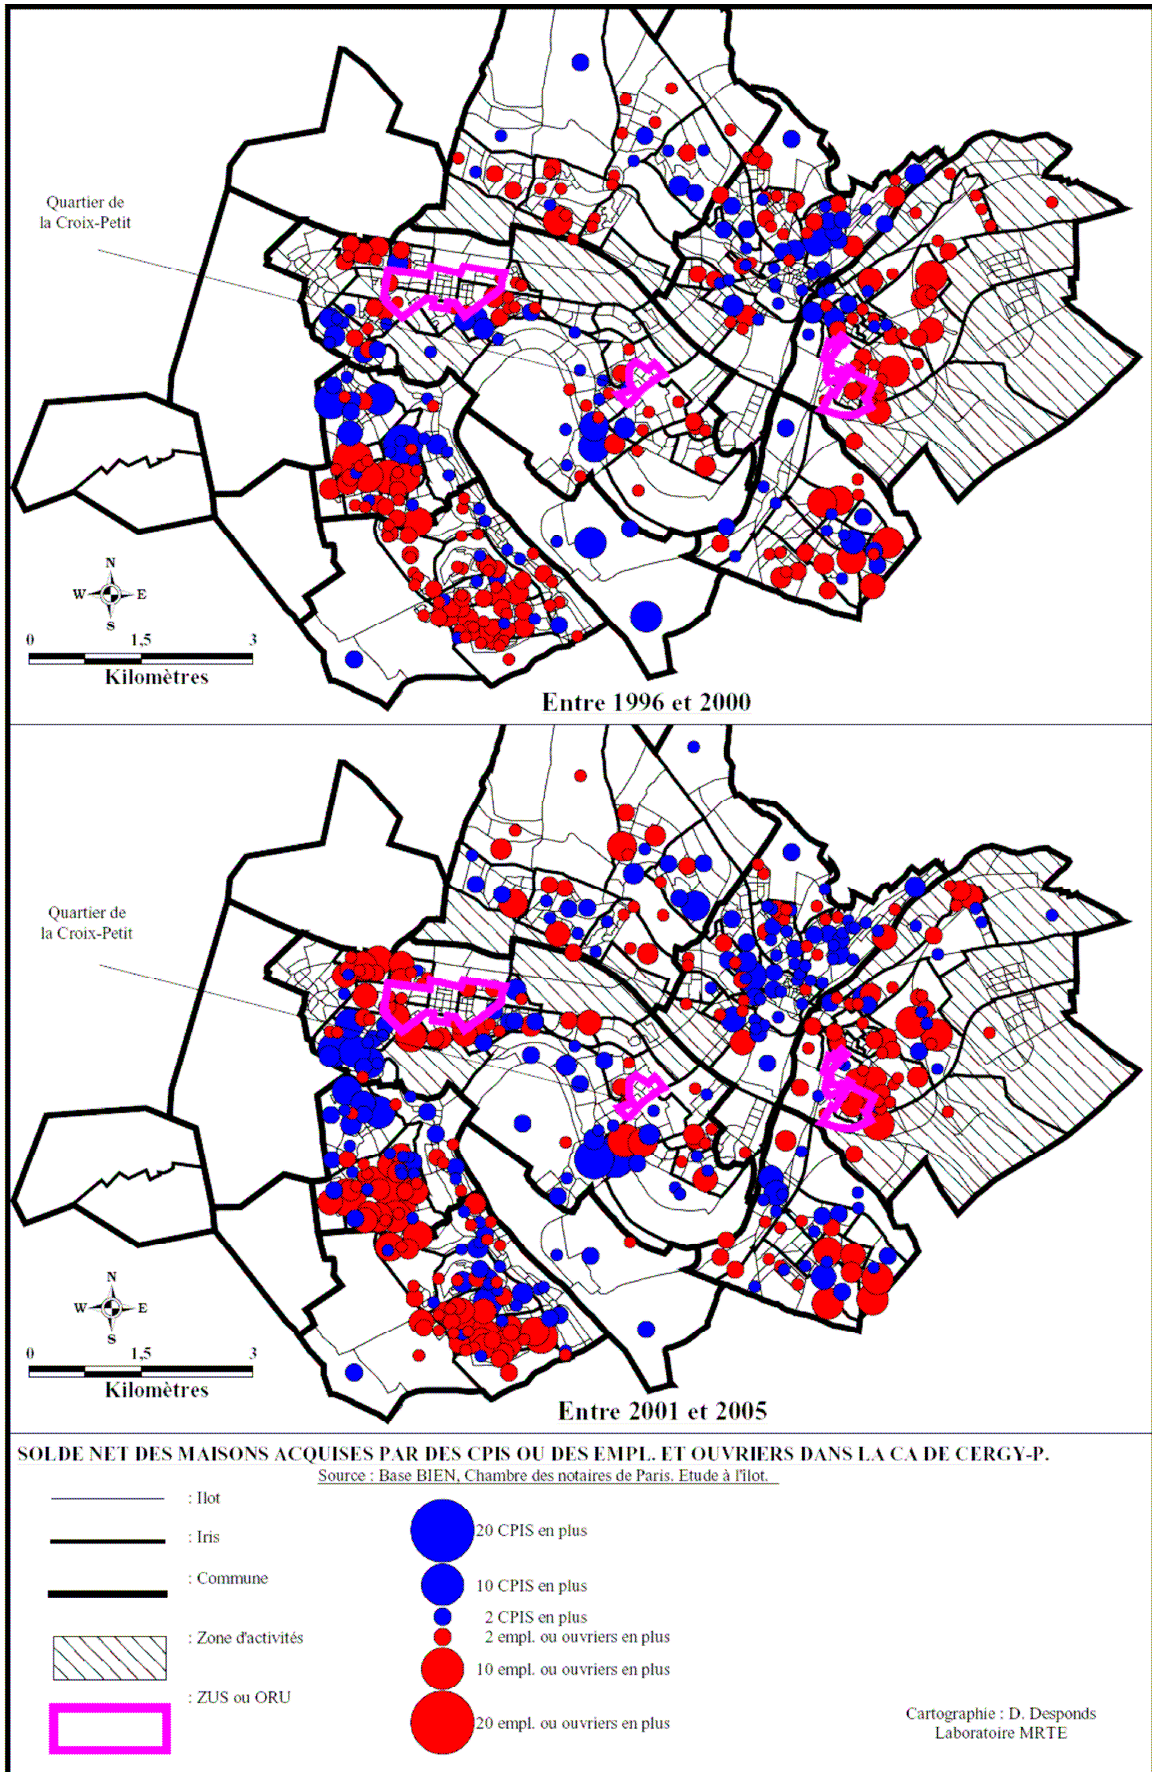 Quartier de
la Croix-Petit
N
W E
S
0 1,5 3
Kilomètres
Entre 1996 et 2000
Quartier de
la Croix-Petit
N
W E
S
0 1,5 3
Kilomètres
Entre 2001 et 2005
SOLDE NET DES MAISONS ACQUISES PAR DES CPIS OU DES EMPL. ET OUVRIERS DANS LA CA DE CERGY-P.
Source : Base BIEN, Chambre des notaires de Paris. Etude à l'îlot.
: Ilot
: Iris
: Commune
: Zone d'activités
: ZUS ou ORU
20 CPIS en plus
10 CPIS en plus
2 CPIS en plus
2 empl. ou ouvriers en plus
10 empl. ou ouvriers en plus
20 empl. ou ouvriers en plus
Cartographie : D. Desponds
Laboratoire MRTE